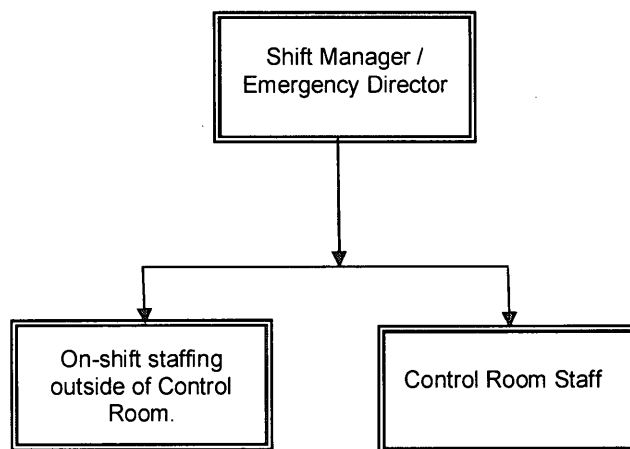 Shift Manager /
Emergency Director
On-shift staffing
outside of Control
Room.
Control Room Staff